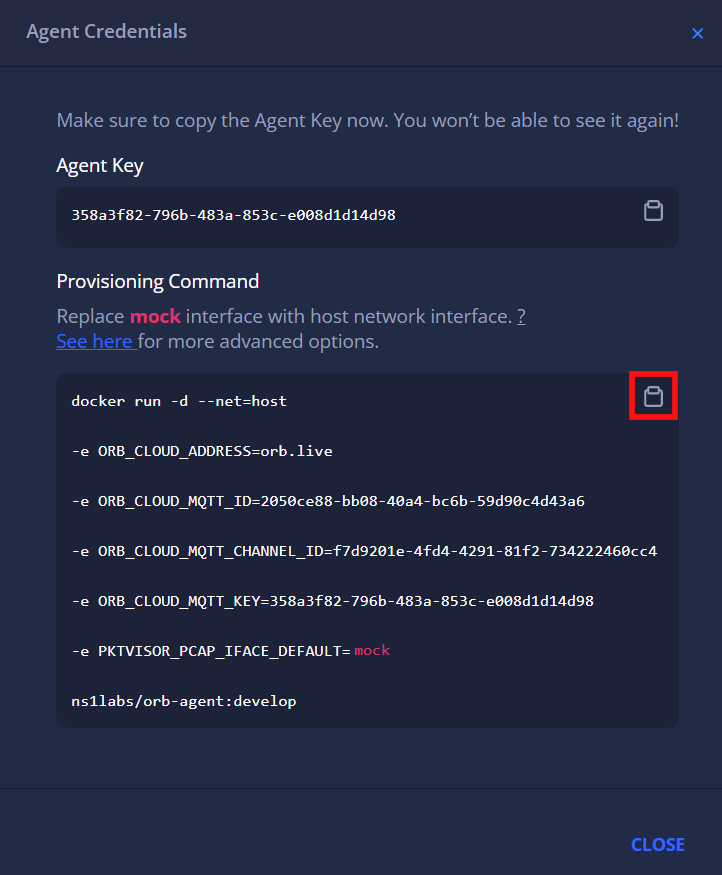 Agent Credentials
×
Make sure to copy the Agent Key now. You won't be able to see it again!
Agent Key
358a3f82-796b-483a-853c-e008d1d14d98
Provisioning Command
Replace mock interface with host network interface. ?
See here for more advanced options.
docker run -d --net=host
-e ORB_CLOUD_ADDRESS=orb.live
-e ORB_CLOUD_MQTT_ID=2050ce88-bb08-40a4-bc6b-59d90c4d43a6
-e ORB_CLOUD_MQTT_CHANNEL_ID=f7d9201e-4fd4-4291-81f2-734222460cc4
-e ORB_CLOUD_MQTT_KEY=358a3f82-796b-483a-853c-e008d1d14d98
-e PKTVISOR_PCAP_IFACE_DEFAULT=mock
ns1labs/orb-agent:develop
CLOSE